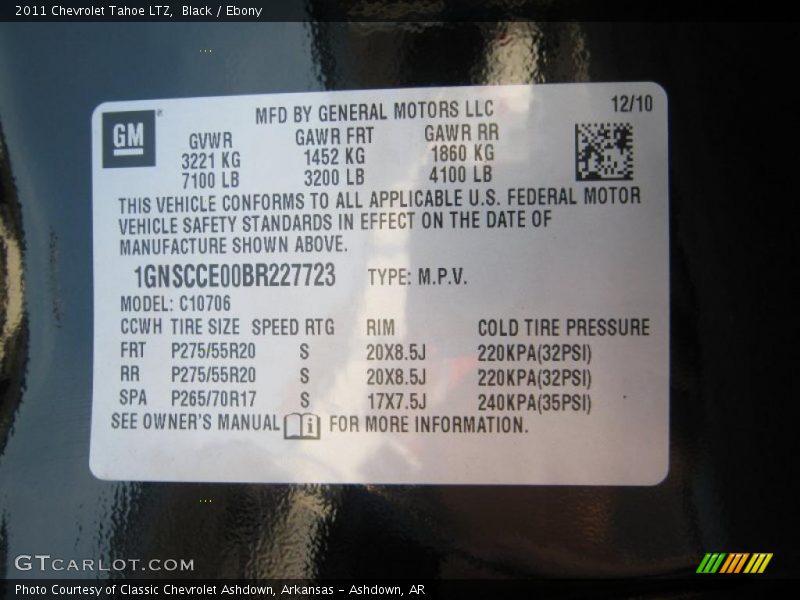 2011 Chevrolet Tahoe LTZ, Black / Ebony
GM
MFD BY GENERAL MOTORS LLC 12/10
GVWR GAWR FRT GAWR RR
3221 KG 1452 KG 1860 KG
7100 LB 3200 LB 4100 LB
THIS VEHICLE CONFORMS TO ALL APPLICABLE U.S. FEDERAL MOTOR
VEHICLE SAFETY STANDARDS IN EFFECT ON THE DATE OF
MANUFACTURE SHOWN ABOVE.
1GNSCCE00BR227723 TYPE: M.P.V.
MODEL: C10706
CCWH TIRE SIZE SPEED RTG RIM COLD TIRE PRESSURE
FRT P275/55R20 S 20X8.5J 220KPA(32PSI)
RR P275/55R20 S 20X8.5J 220KPA(32PSI)
SPA P265/70R17 S 17X7.5J 240KPA(35PSI)
SEE OWNER'S MANUAL i FOR MORE INFORMATION.
GTCARLOT.COM
Photo Courtesy of Classic Chevrolet Ashdown, Arkansas - Ashdown, AR